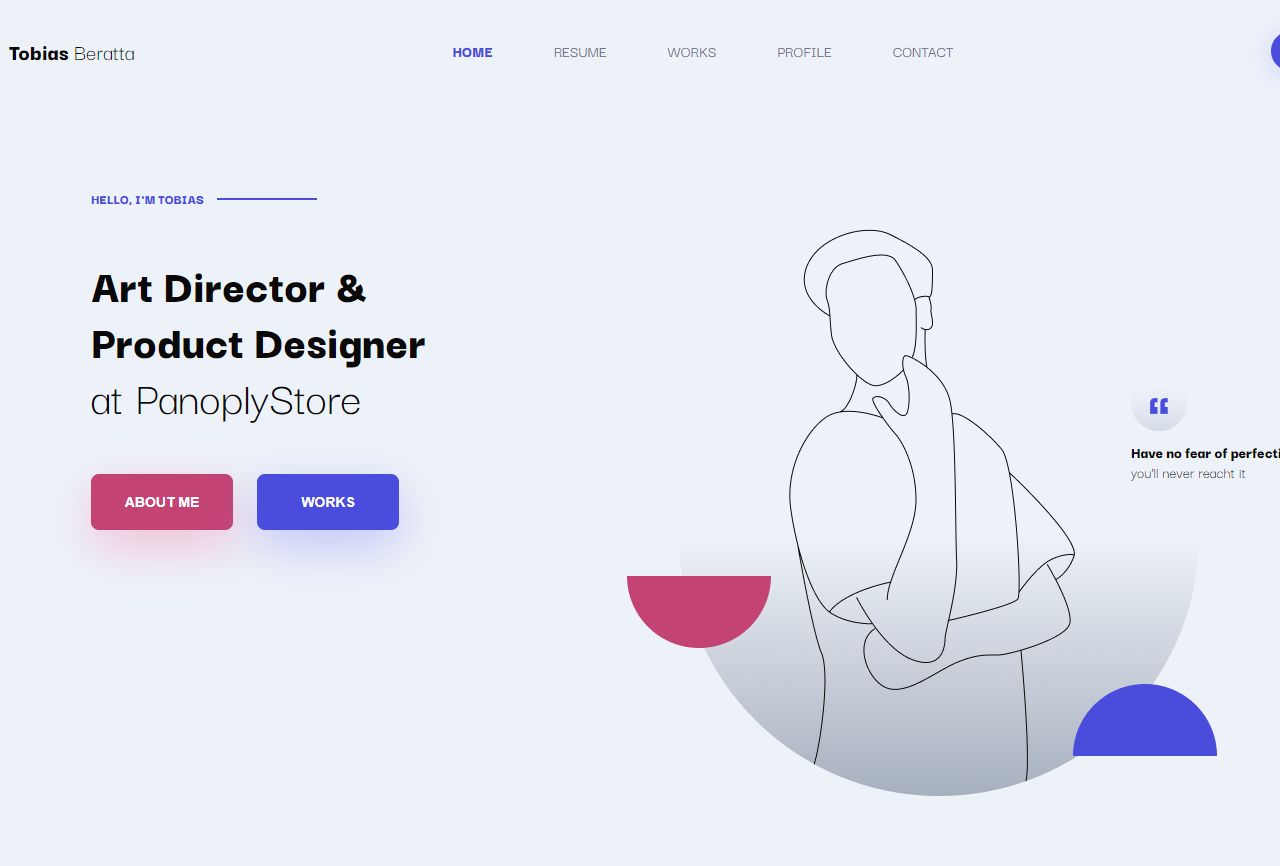 Tobias Beratta
HOME
RESUME
WORKS
PROFILE
CONTACT
HELLO, I'M TOBIAS
Art Director &
Product Designer
at PanoplyStore
ABOUT ME
WORKS
Have no fear of perfecti
you'll never reacht it